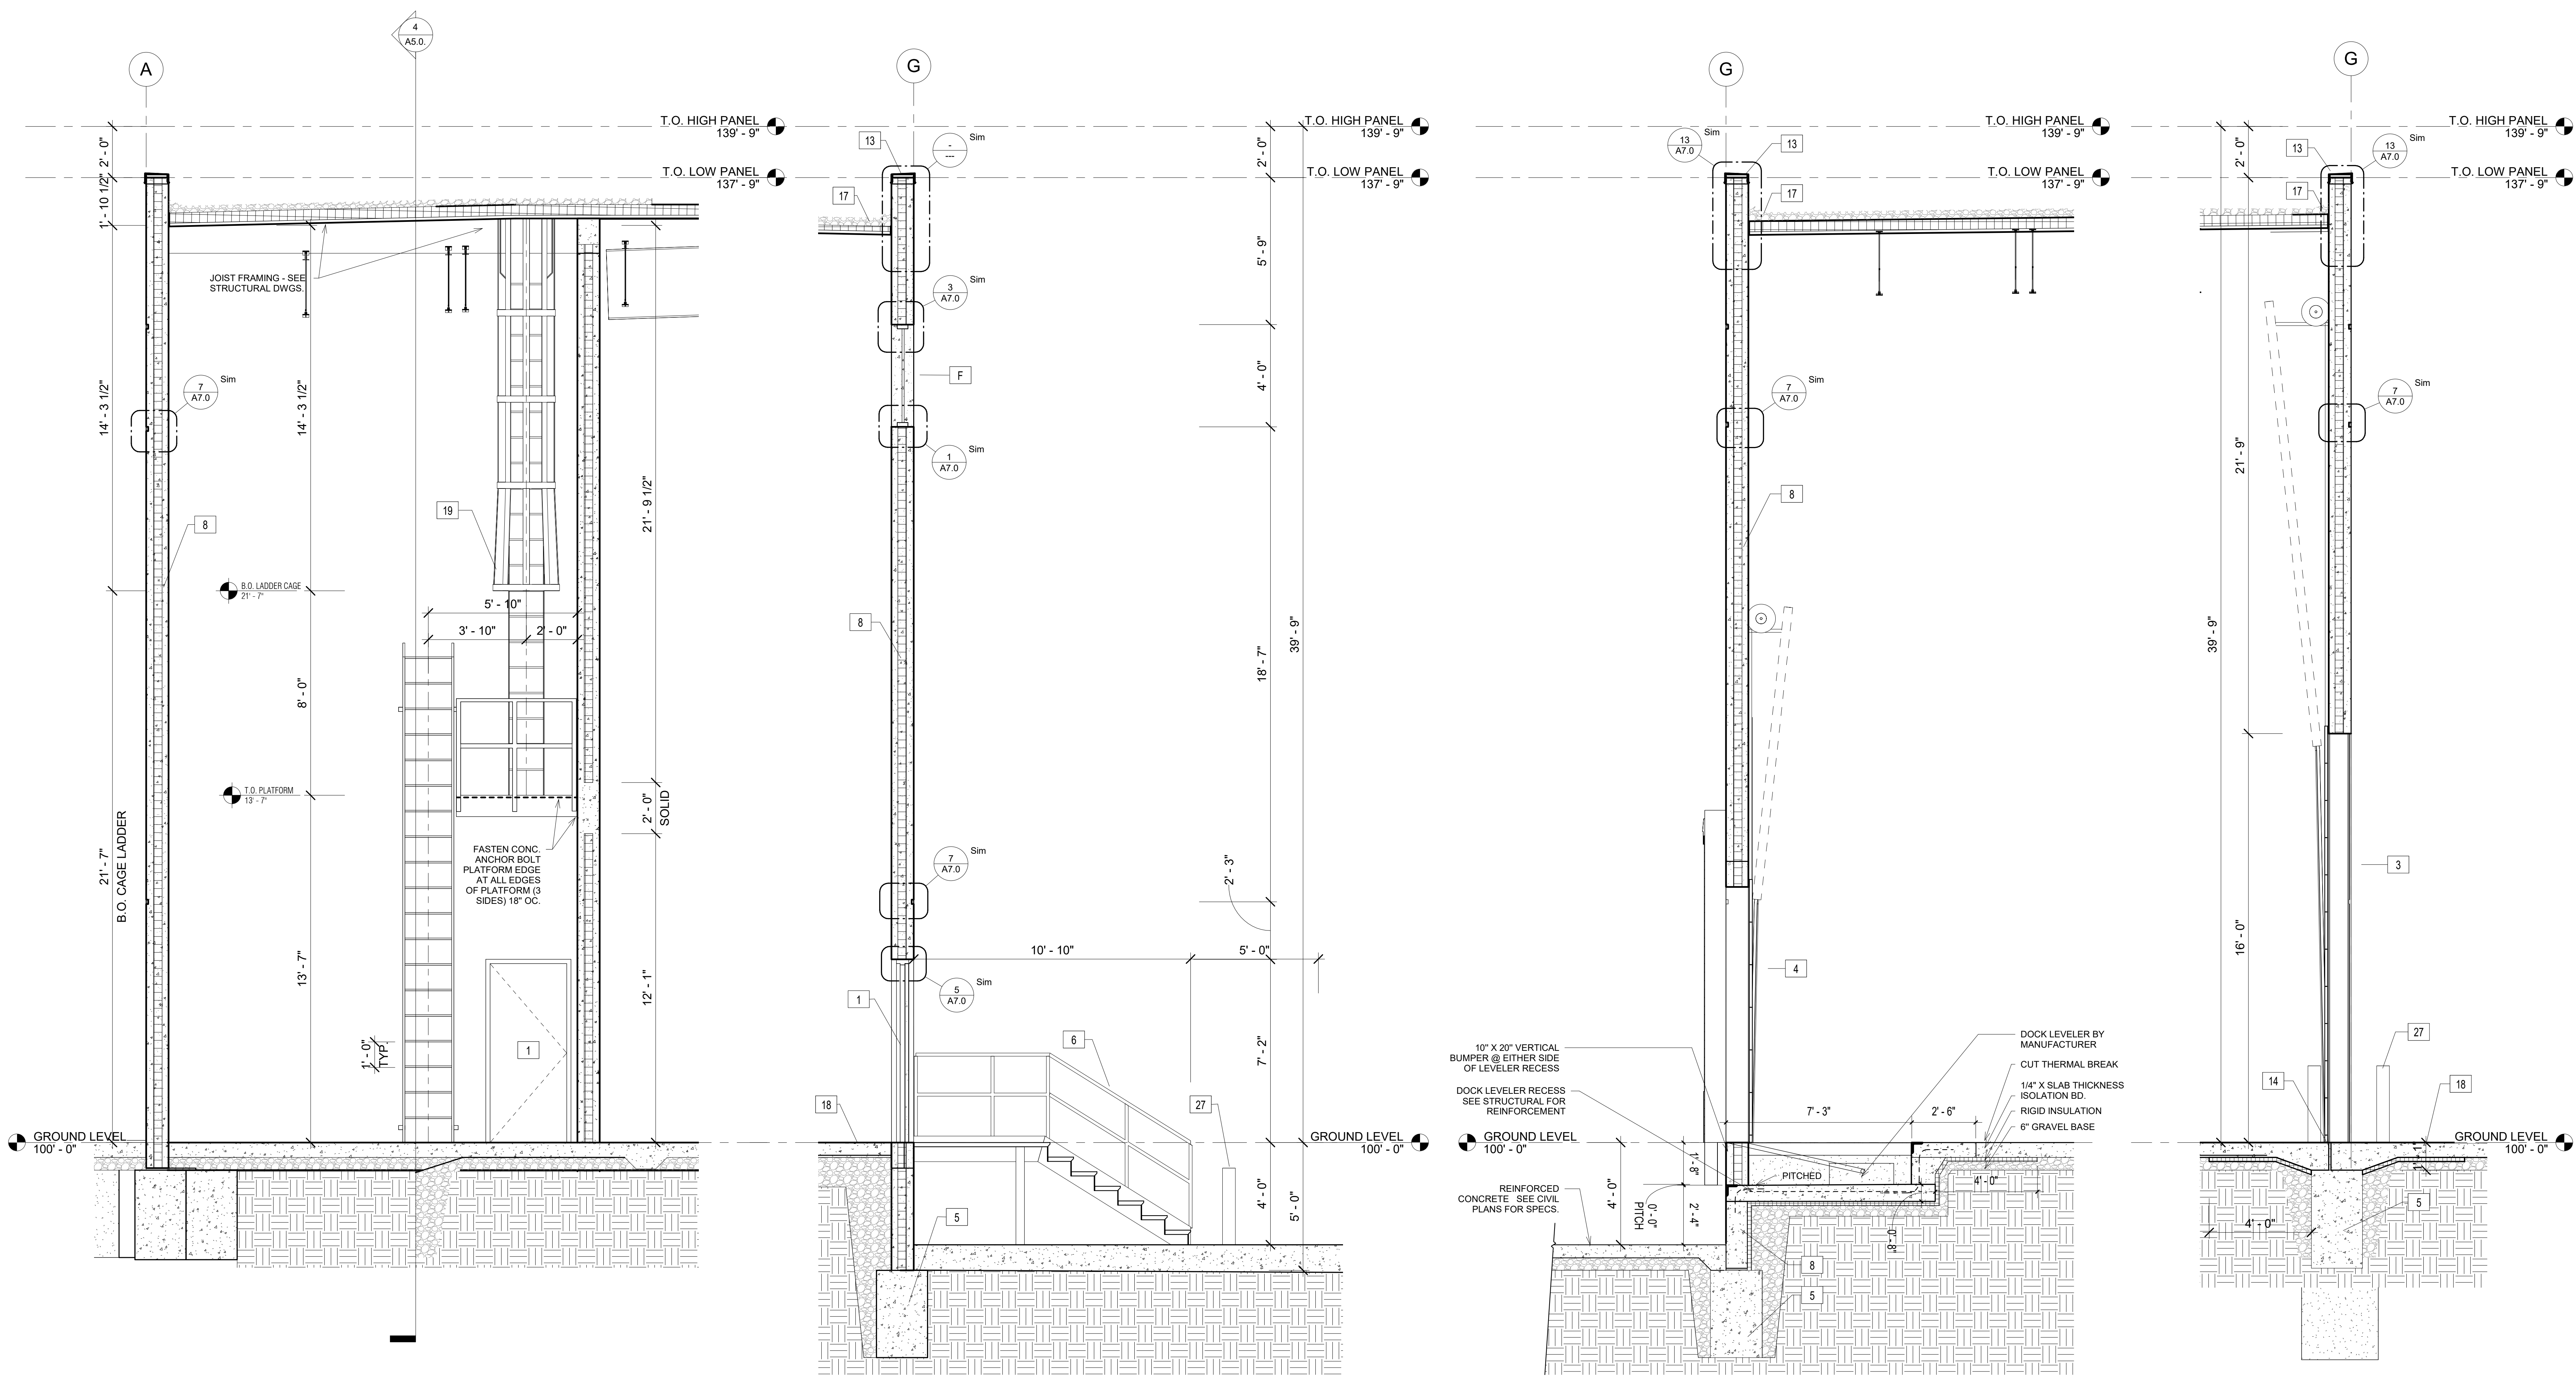 4
A5.0.
A
T.O. HIGH PANEL
139' - 9"
T.O. LOW PANEL
137' - 9"
2' - 0"
1' - 10 1/2"
JOIST FRAMING - SEE
STRUCTURAL DWGS.
7
A7.0
Sim
14' - 3 1/2"
14' - 3 1/2"
8
19
21' - 9 1/2"
B.O. LADDER CAGE
21' - 7"
5' - 10"
3' - 10"
2' - 0"
8' - 0"
T.O. PLATFORM
13' - 7"
2' - 0"
SOLID
21' - 7"
B.O. CAGE LADDER
FASTEN CONC.
ANCHOR BOLT
PLATFORM EDGE
AT ALL EDGES
OF PLATFORM (3
SIDES) 18" OC.
13' - 7"
12' - 1"
1' - 0"
TYP.
1
GROUND LEVEL
100' - 0"
G
T.O. HIGH PANEL
139' - 9"
T.O. LOW PANEL
137' - 9"
13
-
---
Sim
17
2' - 0"
5' - 9"
3
A7.0
Sim
F
4' - 0"
1
A7.0
Sim
8
18' - 7"
39' - 9"
7
A7.0
Sim
2' - 3"
10' - 10"
5' - 0"
5
A7.0
Sim
1
6
7' - 2"
18
27
GROUND LEVEL
100' - 0"
5
4' - 0"
5' - 0"
G
T.O. HIGH PANEL
139' - 9"
T.O. LOW PANEL
137' - 9"
13
A7.0
Sim
13
17
7
A7.0
Sim
8
4
10" X 20" VERTICAL
BUMPER @ EITHER SIDE
OF LEVELER RECESS
DOCK LEVELER RECESS
SEE STRUCTURAL FOR
REINFORCEMENT
DOCK LEVELER BY
MANUFACTURER
CUT THERMAL BREAK
1/4" X SLAB THICKNESS
ISOLATION BD.
RIGID INSULATION
6" GRAVEL BASE
7' - 3"
2' - 6"
GROUND LEVEL
100' - 0"
1'- 8"
PITCHED
4' - 0"
REINFORCED
CONCRETE SEE CIVIL
PLANS FOR SPECS.
4' - 0"
0' - 0"
PITCH
2' - 4"
0' - 8"
8
5
G
T.O. HIGH PANEL
139' - 9"
T.O. LOW PANEL
137' - 9"
13
13
A7.0
Sim
17
2' - 0"
7
A7.0
Sim
21' - 9"
39' - 9"
3
16' - 0"
27
14
18
GROUND LEVEL
100' - 0"
5
4' - 0"